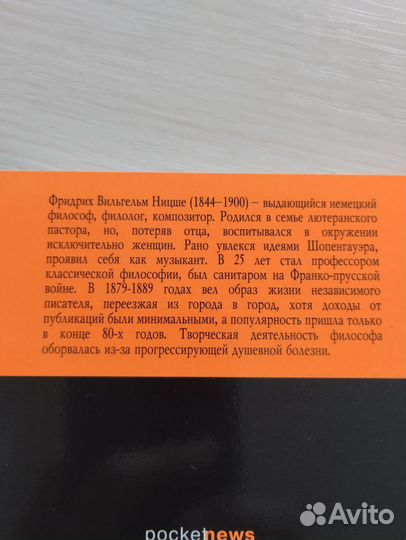 Фридрих Вильгельм Ницше (1844–1900) – выдающийся немецкий
философ, филолог, композитор. Родился в семье лютеранского
пастора, но, потеряв отца, воспитывался в окружении
исключительно женщин. Рано увлекся идеями Шопенгауэра,
проявил себя как музыкант. В 25 лет стал профессором
классической философии, был санитаром на Франко-прусской
войне. В 1879-1889 годах вел образ жизни независимого
писателя, переезжая из города в город, хотя доходы от
публикаций были минимальными, а популярность пришла только
в конце 80-х годов. Творческая деятельность философа
оборвалась из-за прогрессирующей душевной болезни.
pocketnews
Avito